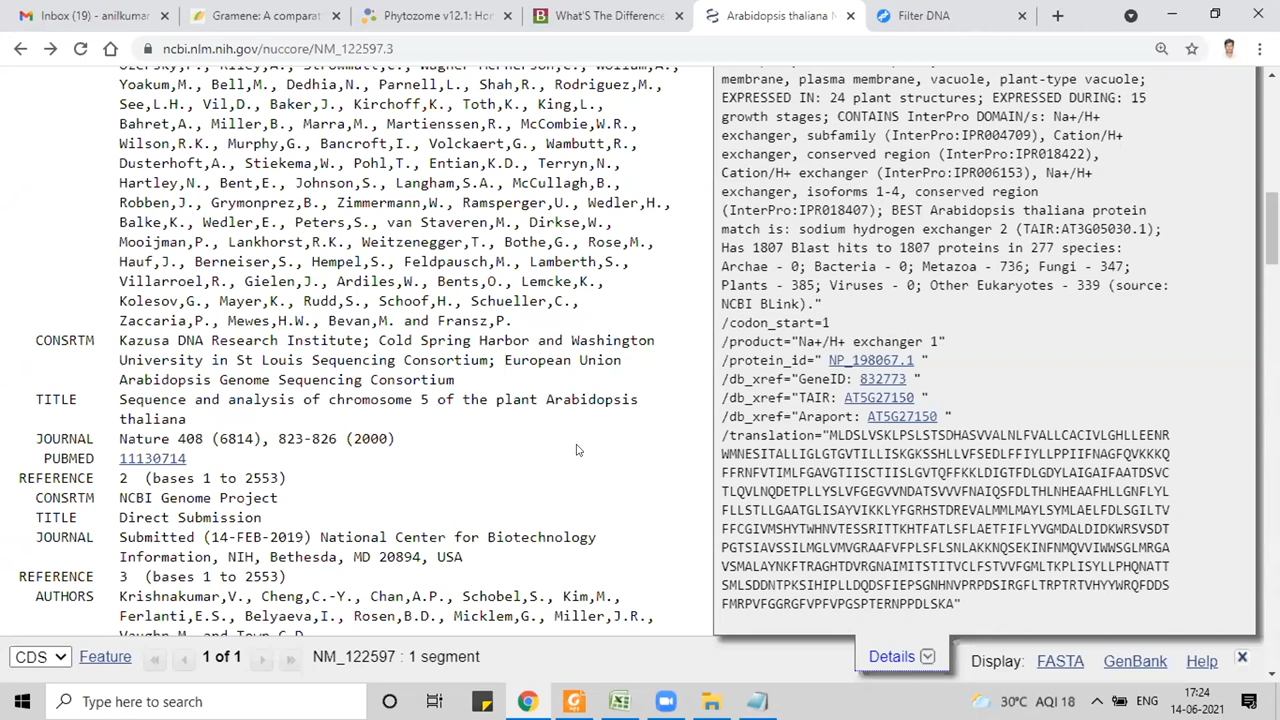 Inbox (19) - anilkumar
Gramene: A comparat
Phytozome v12.1: Hor
What'S The Difference
Arabidopsis thaliana N
Filter DNA
ncbi.nlm.nih.gov/nuccore/NM_122597.3
Yoakum,M., Bell,M., Dedhia,N., Parnell,L., Shah,R., Rodriguez,M.,
See,L.H., Vil,D., Baker,J., Kirchoff,K., Toth,K., King,L.,
Bahret,A., Miller,B., Marra,M., Martienssen,R., McCombie,W.R.,
Wilson,R.K., Murphy,G., Bancroft,I., Volckaert,G., Wambutt,R.,
Dusterhoft,A., Stiekema,W., Pohl,T., Entian,K.D., Terryn,N.,
Hartley,N., Bent,E., Johnson,S., Langham,S.A., McCullagh,B.,
Robben,J., Grymonprez,B., Zimmermann,W., Ramsperger,U., Wedler,H.,
Balke,K., Wedler,E., Peters,S., van Staveren,M., Dirkse,W.,
Mooijman,P., Lankhorst,R.K., Weitzenegger,T., Bothe,G., Rose,M.,
Hauf,J., Berneiser,S., Hempel,S., Feldpausch,M., Lamberth,S.,
Villarroel,R., Gielen,J., Ardiles,W., Bents,O., Lemcke,K.,
Kolesov,G., Mayer,K., Rudd,S., Schoof,H., Schueller,C.,
Zaccaria,P., Mewes,H.W., Bevan,M. and Fransz,P.
CONSRTM Kazusa DNA Research Institute; Cold Spring Harbor and Washington
University in St Louis Sequencing Consortium; European Union
Arabidopsis Genome Sequencing Consortium
TITLE Sequence and analysis of chromosome 5 of the plant Arabidopsis
thaliana
JOURNAL Nature 408 (6814), 823-826 (2000)
PUBMED 11130714
REFERENCE 2 (bases 1 to 2553)
CONSRTM NCBI Genome Project
TITLE Direct Submission
JOURNAL Submitted (14-FEB-2019) National Center for Biotechnology
Information, NIH, Bethesda, MD 20894, USA
REFERENCE 3 (bases 1 to 2553)
AUTHORS Krishnakumar,V., Cheng,C.-Y., Chan,A.P., Schobel,S., Kim,M.,
Ferlanti,E.S., Belyaeva,I., Rosen,B.D., Micklem,G., Miller,J.R.,
Vaughn,M. and Town,C.D.
membrane, plasma membrane, vacuole, plant-type vacuole;
EXPRESSED IN: 24 plant structures; EXPRESSED DURING: 15
growth stages; CONTAINS InterPro DOMAIN/s: Na+/H+
exchanger, subfamily (InterPro:IPR004709), Cation/H+
exchanger, conserved region (InterPro:IPR018422),
Cation/H+ exchanger (InterPro:IPR006153), Na+/H+
exchanger, isoforms 1-4, conserved region
(InterPro:IPR018407); BEST Arabidopsis thaliana protein
match is: sodium hydrogen exchanger 2 (TAIR:AT3G05030.1);
Has 1807 Blast hits to 1807 proteins in 277 species:
Archae - 0; Bacteria - 0; Metazoa - 736; Fungi - 347;
Plants - 385; Viruses - 0; Other Eukaryotes - 339 (source:
NCBI BLink)."
/codon_start=1
/product="Na+/H+ exchanger 1"
/protein_id=" NP_198067.1 "
/db_xref="GeneID: 832773 "
/db_xref="TAIR: AT5G27150 "
/db_xref="Araport: AT5G27150 "
/translation="MLDSLVSKLPSLSTSDHASVVALNLFVALLCACIVLGHLLEENR
WMNESITALLIGLGTGVTILLISKGKSSHLLVFSEDLFFIYLLPPIIFNAGFQVKKKQ
FFRNFVTIMLFGAVGTIISCTIISLGVTQFFKKLDIGTFDLGDYLAIGAIFAATDSVC
TLQVLNQDETPLLYSLVFGEGVVNDATSVVVFNAIQSFDLTHLNHEAAFHLLGNFLYL
FLLSTLLGAATGLISAYVIKKLYFGRHSTDREVALMMLMAYLSYMLAELFDLSGILTV
FFCGIVMSHYTWHNVTESSRITTKHTFATLSFLAETFIFLYVGMDALDIDKWRSVSDT
PGTSIAVSSILMGLVMVGRAAFVFPLSFLSNLAKKNQSEKINFNMQVVIWWSGLMRGA
VSMALAYNKFTRAGHTDVRGNAIMITSTITVCLFSTVVFGMLTKPLISYLLPHQNATT
SMLSDDNTPKSIHIPLLDQDSFIEPSGNHNVPRPDSIRGFLTRPTRTVHYYWRQFDDS
FMRPVFGGRGFVPFVPGSPTERNPPDLSKA"
CDS Feature 1 of 1 NM_122597 : 1 segment
Details Display: FASTA GenBank Help
Type here to search
30°C AQI 18
ENG
17:24
14-06-2021